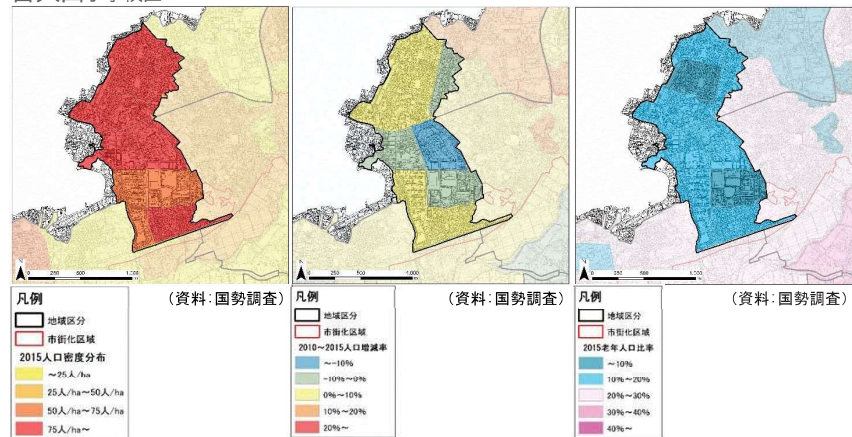 (資料:国勢調査)
凡例
地域区分
市街化区域
2015人口密度分布
～25人/ha
25人/ha～50人/ha
50人/ha～75人/ha
75人/ha～
(資料:国勢調査)
凡例
地域区分
市街化区域
2010～2015人口増減率
～-10%
-10%～0%
0%～10%
10%～20%
20%～
(資料:国勢調査)
凡例
地域区分
市街化区域
2015老年人口比率
～10%
10%～20%
20%～30%
30%～40%
40%～